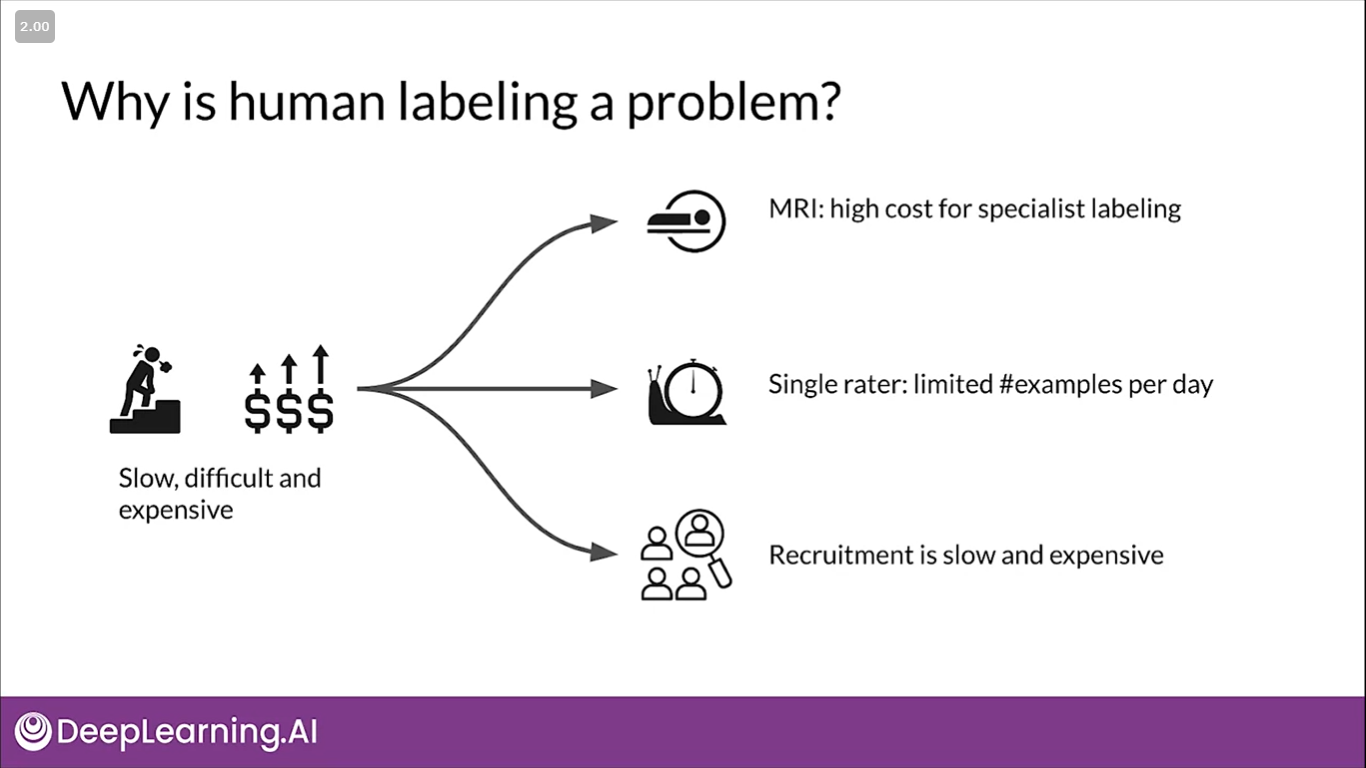 2.00
Why is human labeling a problem?
MRI: high cost for specialist labeling
$$$
Slow, difficult and
expensive
Single rater: limited #examples per day
Recruitment is slow and expensive
DeepLearning.AI